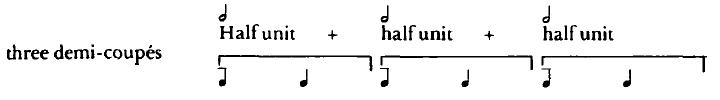 Half unit + half unit + half unit
three demi-coupés